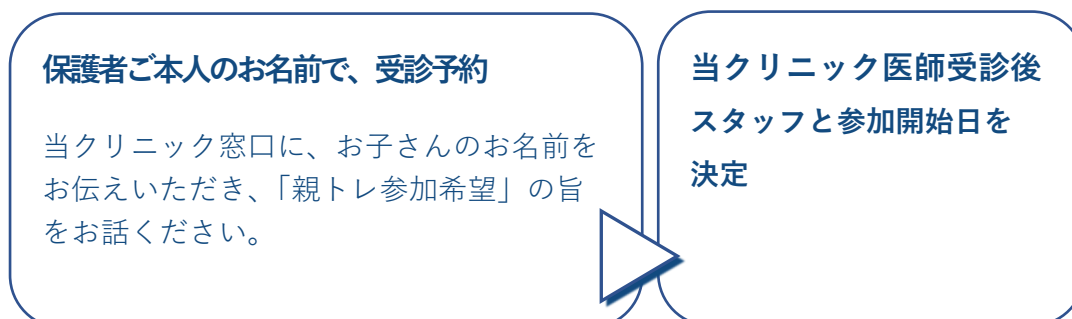 保護者ご本人のお名前で、受診予約
当クリニック窓口に、お子さんのお名前を
お伝えいただき、「親トレ参加希望」の旨
をお話ください。
当クリニック医師受診後
スタッフと参加開始日を
決定